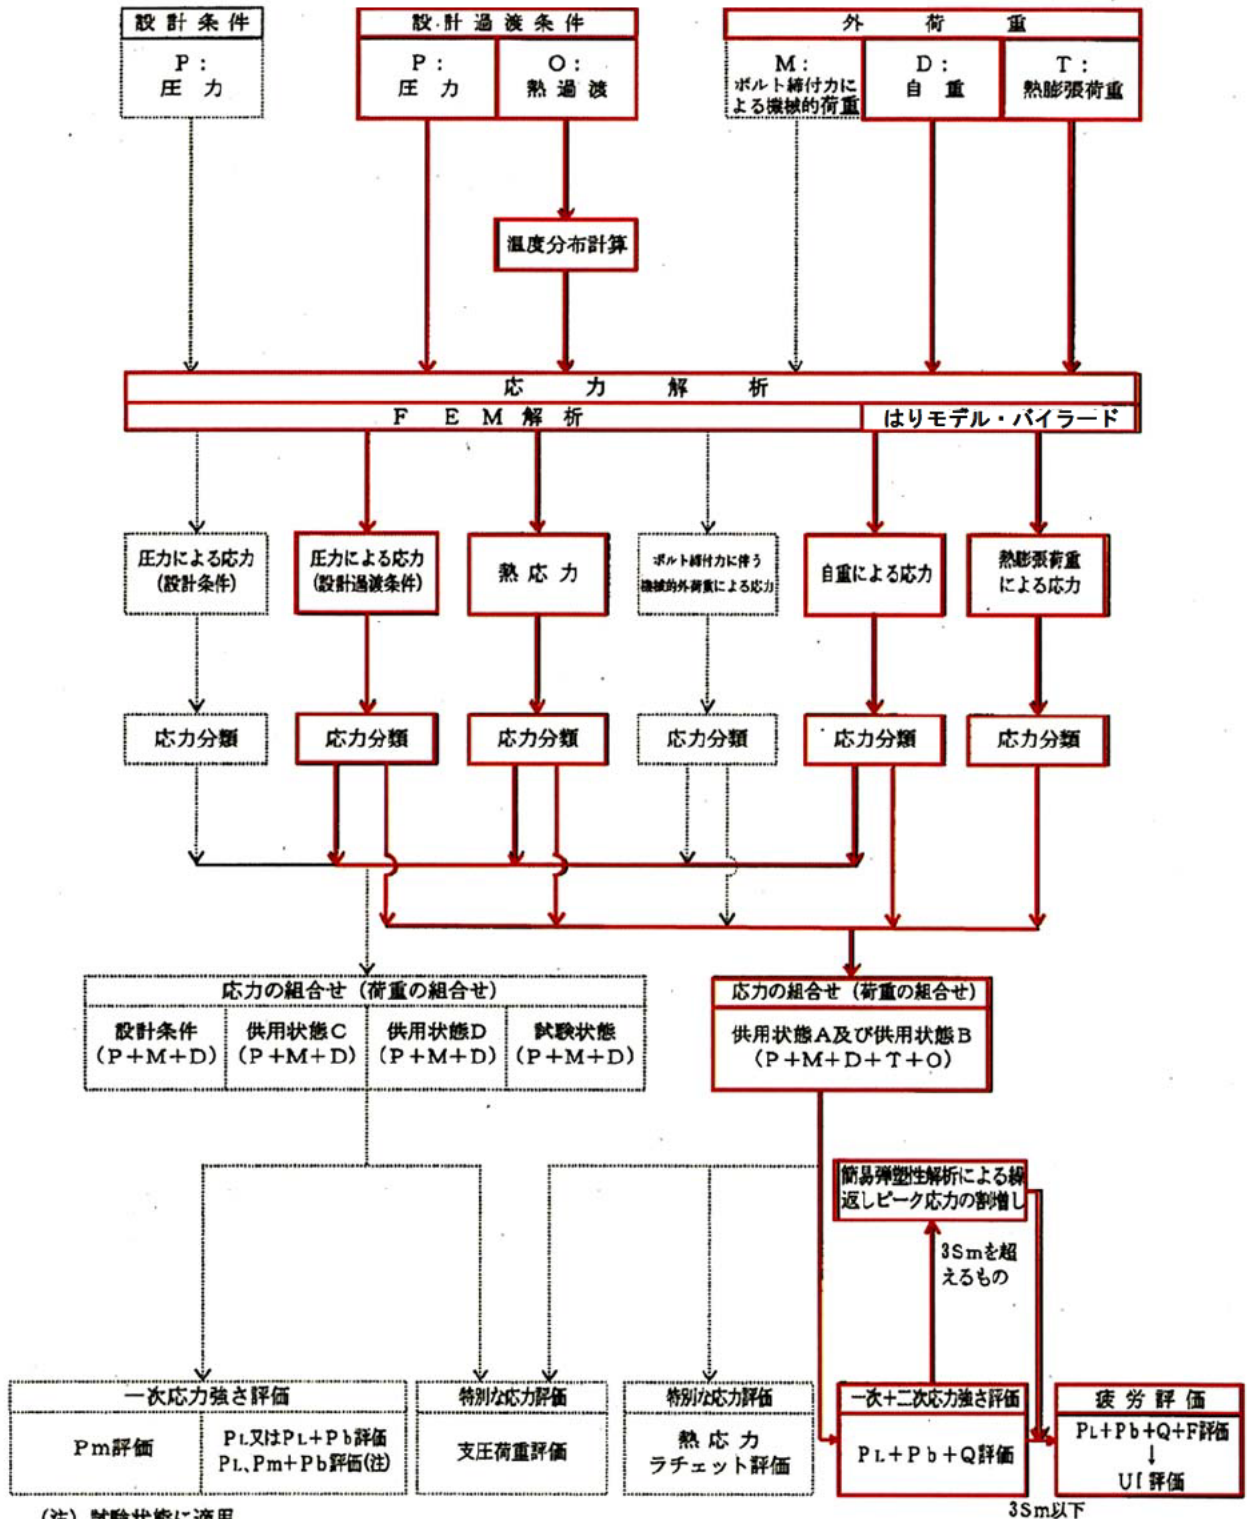 設計条件
設計過渡条件
外荷重
P：
圧力
P：
圧力
O：
熱過渡
M：
ボルト締付力に
よる機械的荷重
D：
自重
T：
熱膨張荷重
温度分布計算
応力解析
FEM解析
はりモデル・バイラード
圧力による応力
(設計条件)
圧力による応力
(設計過渡条件)
熱応力
ボルト締付力に伴う
機械的外荷重による応力
自重による応力
熱膨張荷重
による応力
応力分類
応力分類
応力分類
応力分類
応力分類
応力分類
応力の組合せ（荷重の組合せ）
設計条件
(P+M+D)
供用状態C
(P+M+D)
供用状態D
(P+M+D)
試験状態
(P+M+D)
応力の組合せ（荷重の組合せ）
供用状態A及び供用状態B
(P+M+D+T+O)
簡易弾塑性解析による繰
返しピーク応力の割増し
3Smを超
えるもの
一次応力強さ評価
Pm評価
PL又はPL+Pb評価
PL、Pm+Pb評価(注)
特別な応力評価
支圧荷重評価
特別な応力評価
熱応力
ラチェット評価
一次+二次応力強さ評価
PL+Pb+Q評価
疲労評価
PL+Pb+Q+F評価
↓
Uf評価
3Sm以下
(注) 試験状態に適用